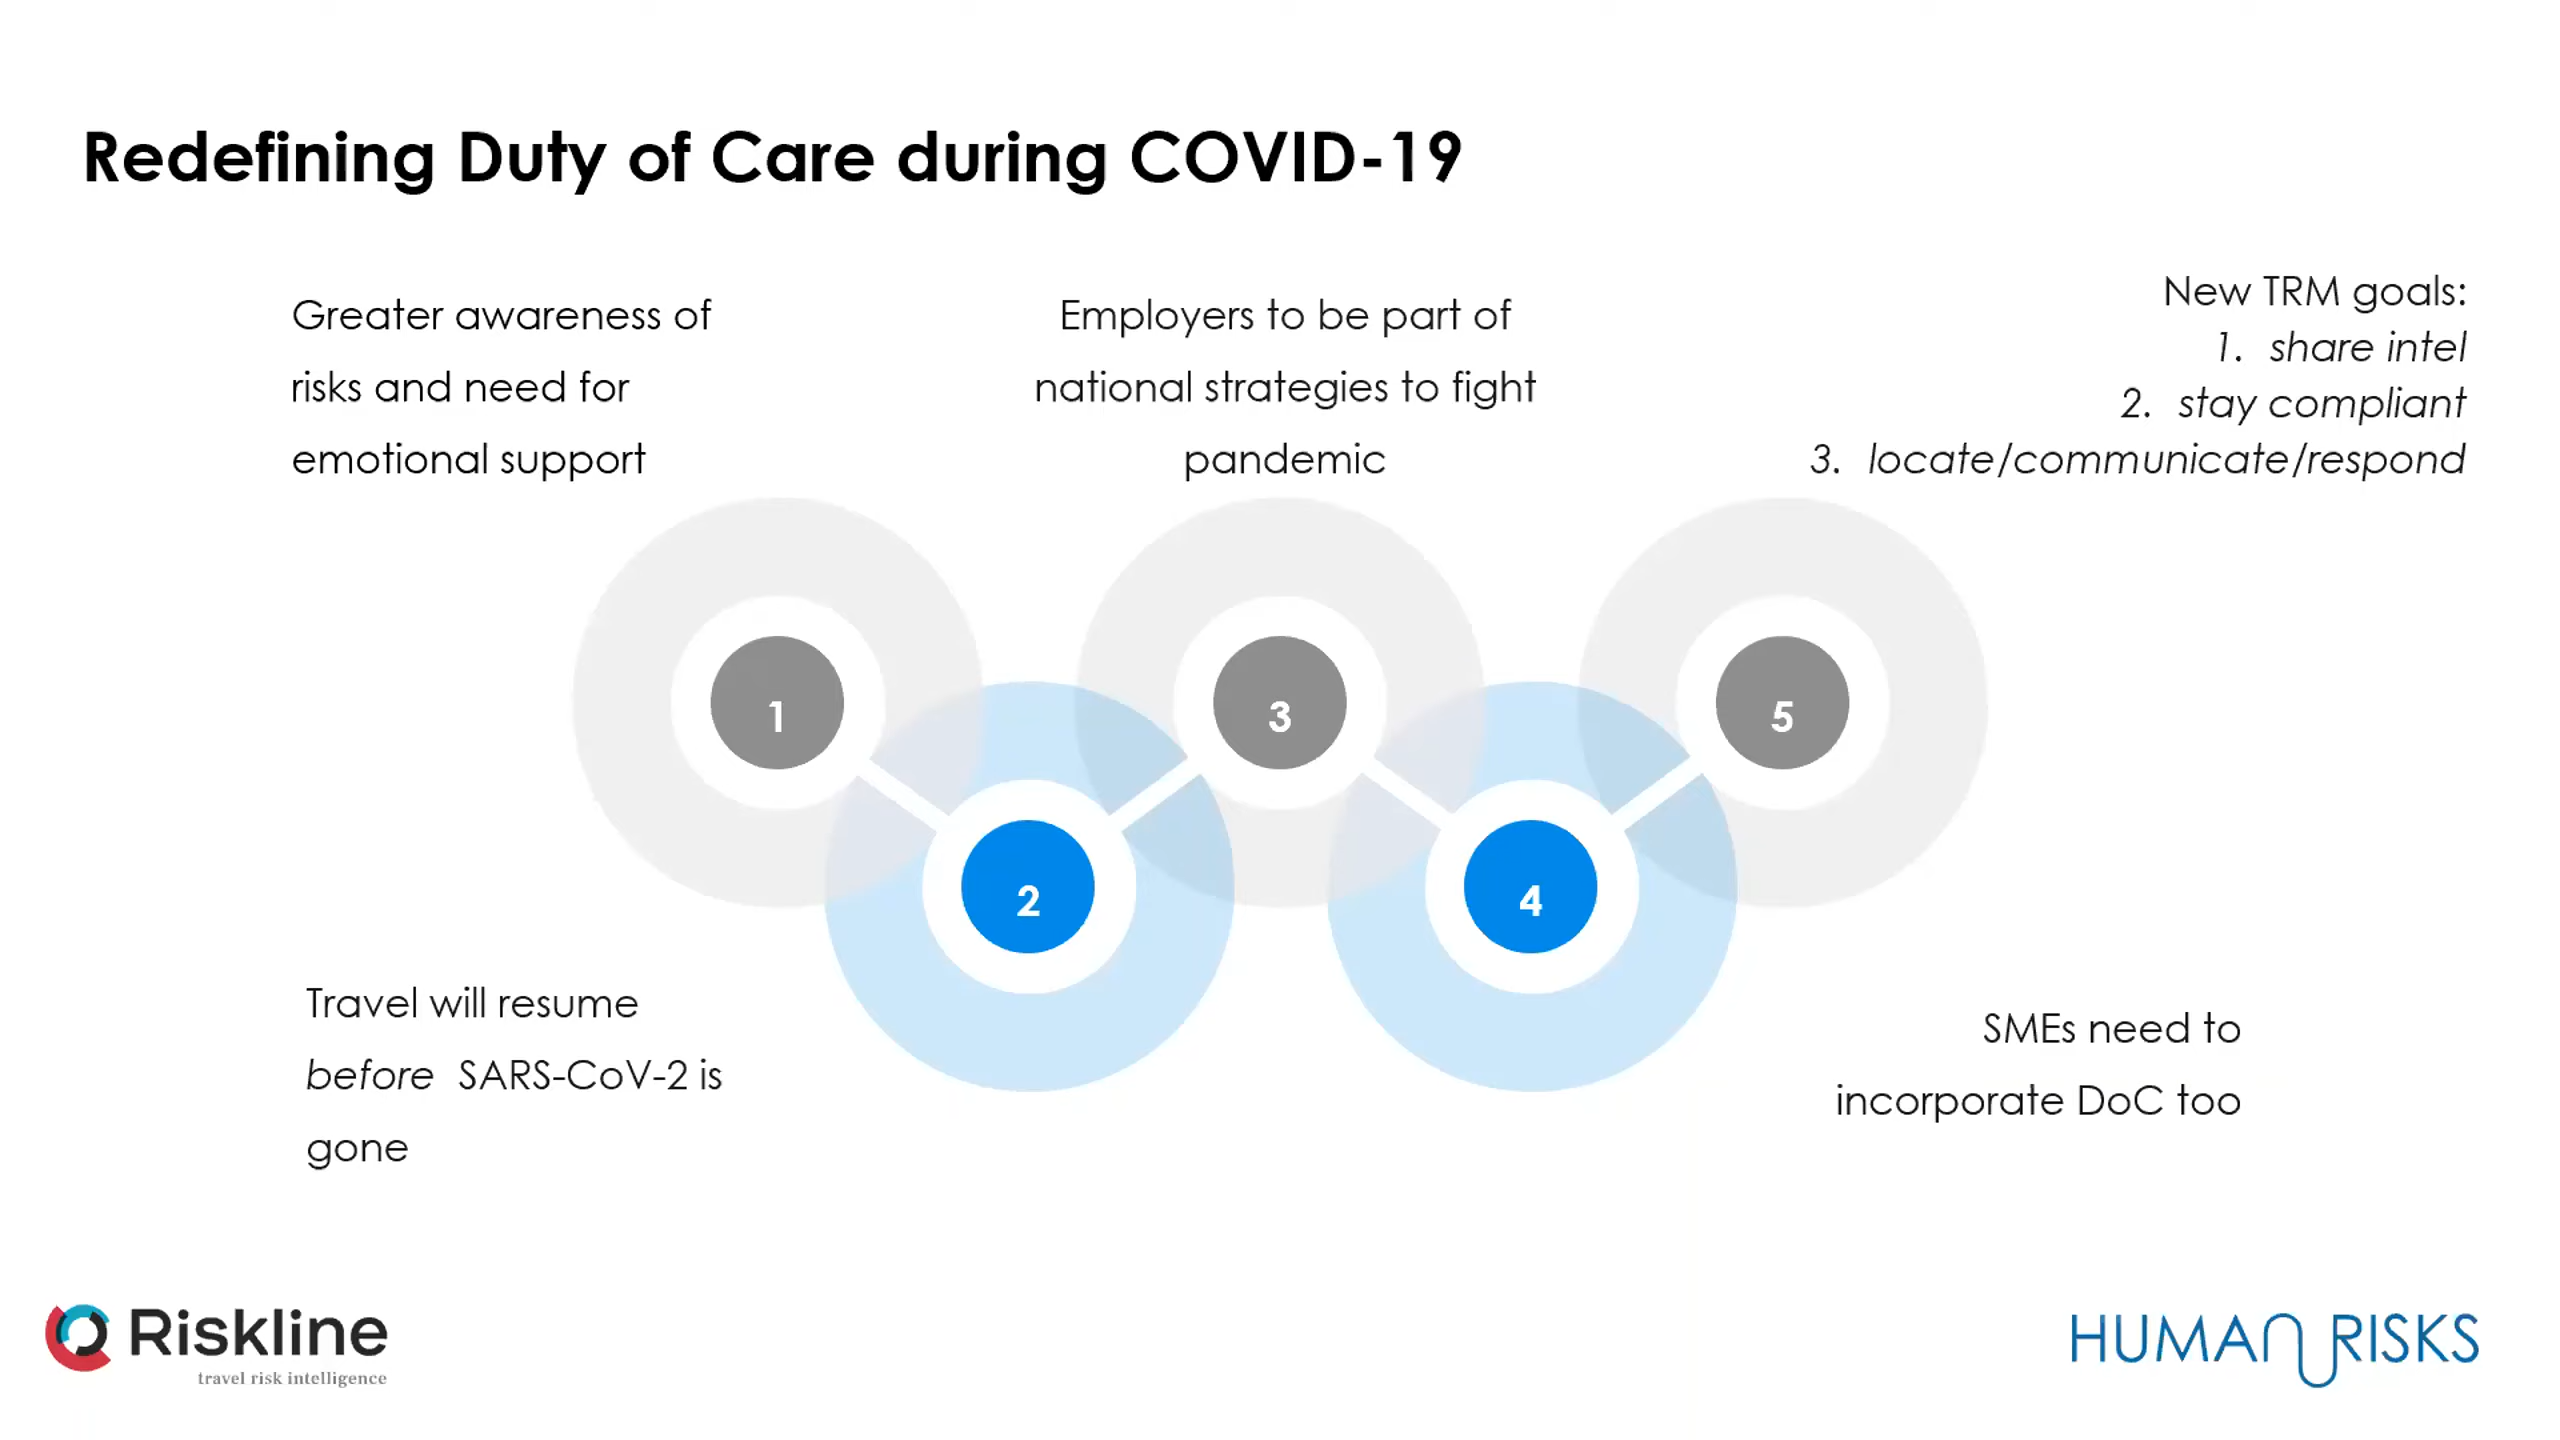 Redefining Duty of Care during COVID-19
Greater awareness of
risks and need for
emotional support
Employers to be part of
national strategies to fight
pandemic
New TRM goals:
1. share intel
2. stay compliant
3. locate/communicate/respond
1
3
5
2
4
Travel will resume
before SARS-CoV-2 is
gone
SMEs need to
incorporate DoC too
Riskline
travel risk intelligence
HUMAN RISKS